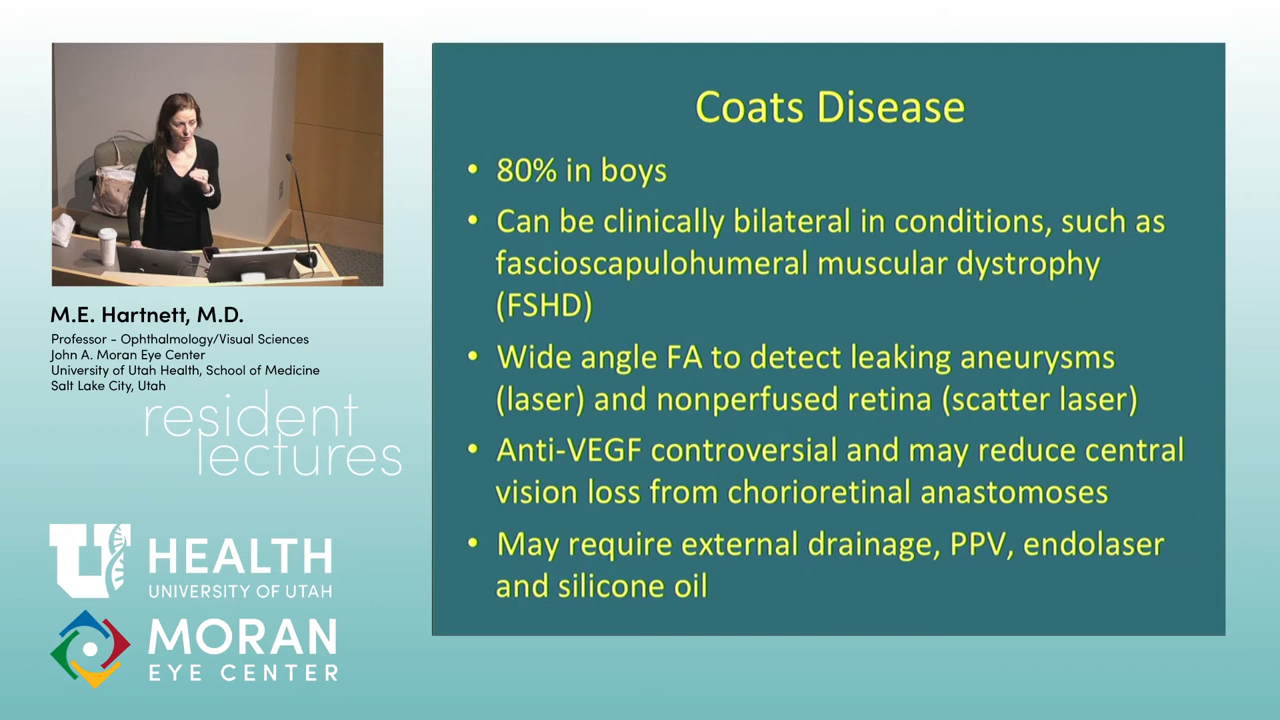 M.E. Hartnett, M.D.
Professor - Ophthalmology/Visual Sciences
John A. Moran Eye Center
University of Utah Health, School of Medicine
Salt Lake City, Utah
resident
lectures
U
HEALTH
UNIVERSITY OF UTAH
MORAN
EYE CENTER
Coats Disease
• 80% in boys
• Can be clinically bilateral in conditions, such as
fascioscapulohumeral muscular dystrophy
(FSHD)
• Wide angle FA to detect leaking aneurysms
(laser) and nonperfused retina (scatter laser)
• Anti-VEGF controversial and may reduce central
vision loss from chorioretinal anastomoses
• May require external drainage, PPV, endolaser
and silicone oil